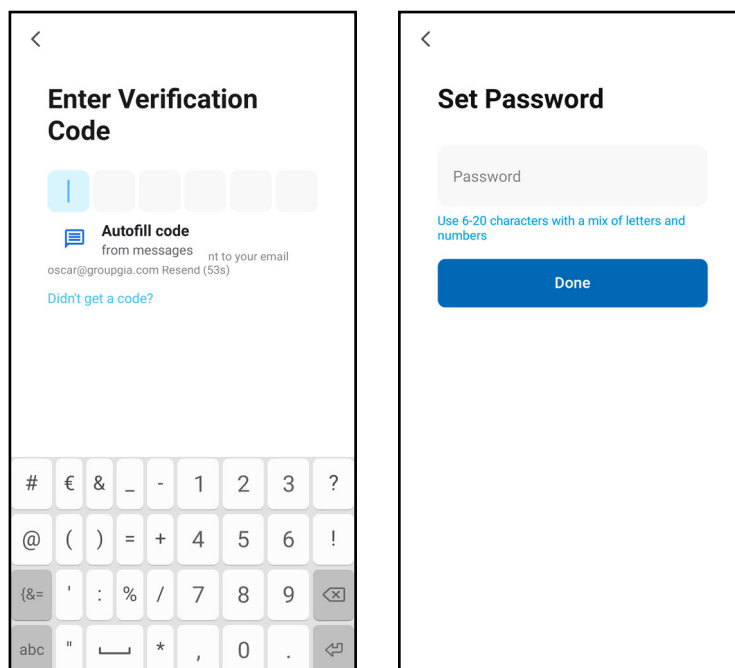 Enter Verification
Code
Autofill code
from messages
nt to your email
oscar@groupgia.com Resend (53s)
Didn't get a code?
# € & _ - 1 2 3 ?
@ ( ) = + 4 5 6 !
{&= ' : % / 7 8 9
abc " * , 0 .
Set Password
Password
Use 6-20 characters with a mix of letters and
numbers
Done